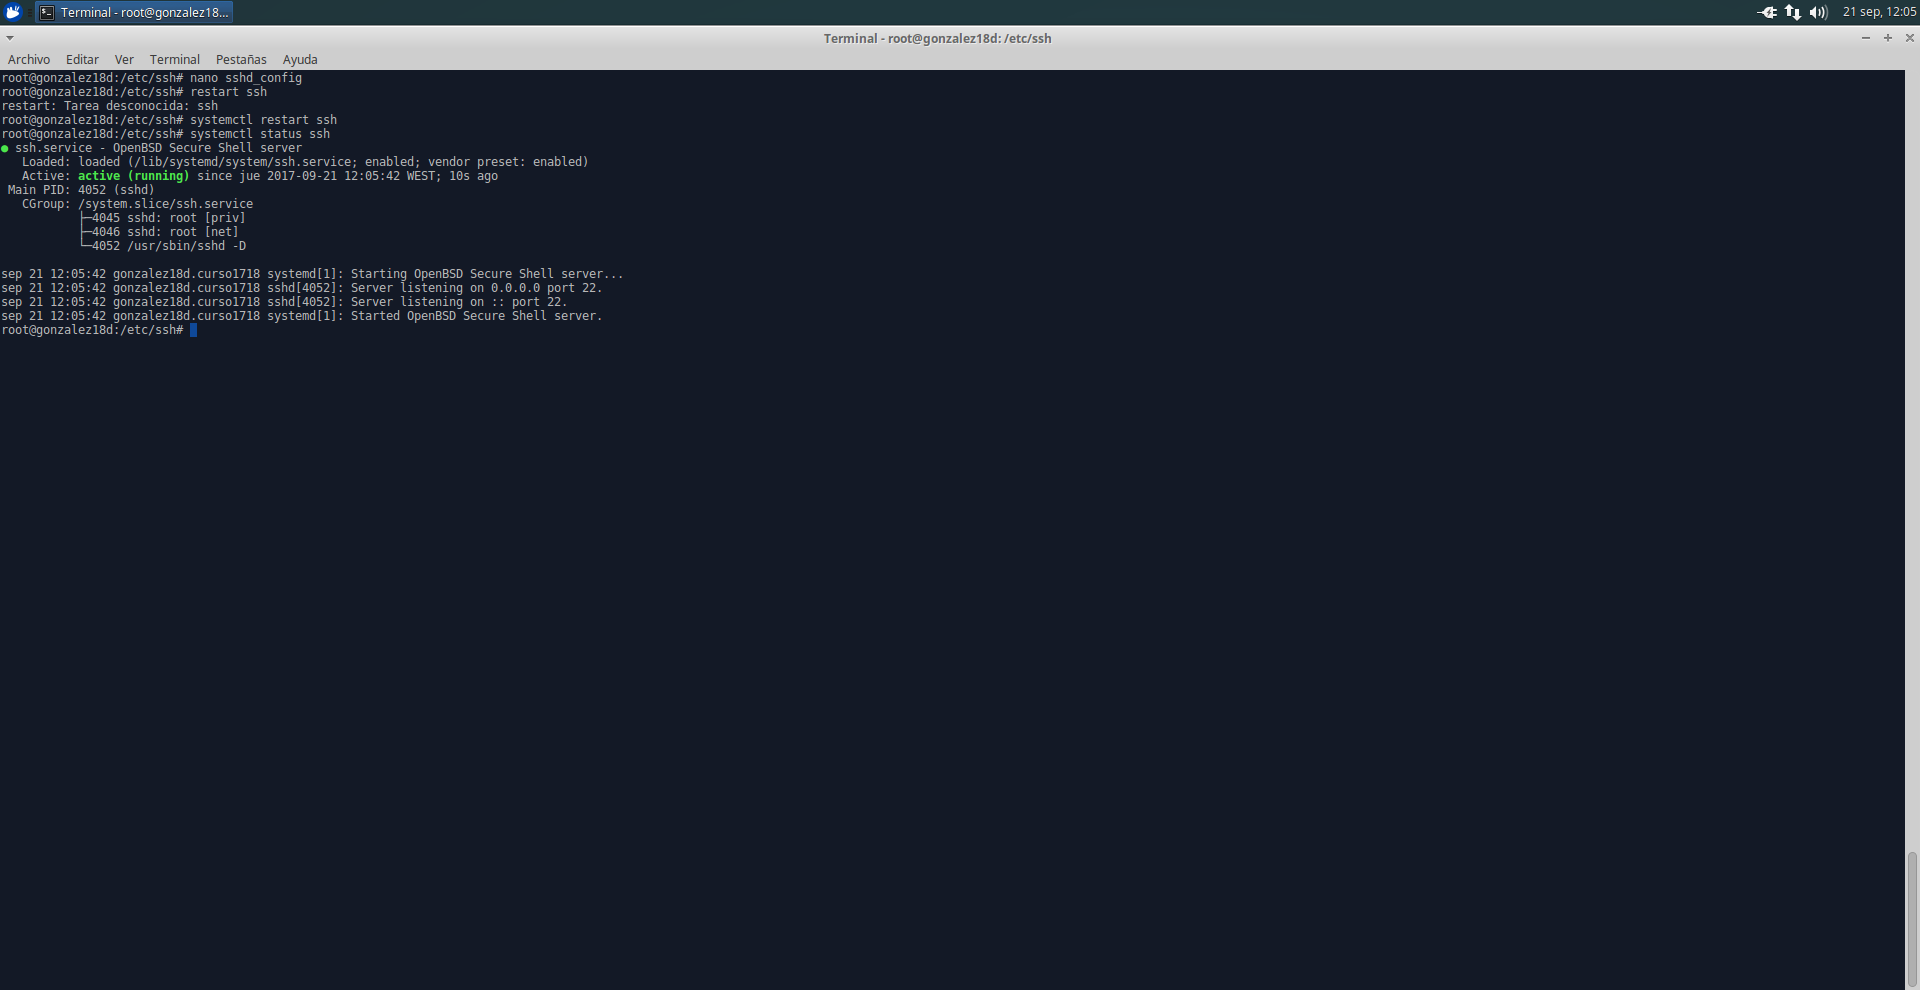 Terminal - root@gonzalez18...
21 sep, 12:05
Terminal - root@gonzalez18d: /etc/ssh
Archivo Editar Ver Terminal Pestañas Ayuda
root@gonzalez18d:/etc/ssh# nano sshd_config
root@gonzalez18d:/etc/ssh# restart ssh
restart: Tarea desconocida: ssh
root@gonzalez18d:/etc/ssh# systemctl restart ssh
root@gonzalez18d:/etc/ssh# systemctl status ssh
● ssh.service - OpenBSD Secure Shell server
   Loaded: loaded (/lib/systemd/system/ssh.service; enabled; vendor preset: enabled)
   Active: active (running) since jue 2017-09-21 12:05:42 WEST; 10s ago
 Main PID: 4052 (sshd)
   CGroup: /system.slice/ssh.service
           ├─4045 sshd: root [priv]
           ├─4046 sshd: root [net]
           └─4052 /usr/sbin/sshd -D
sep 21 12:05:42 gonzalez18d.curso1718 systemd[1]: Starting OpenBSD Secure Shell server...
sep 21 12:05:42 gonzalez18d.curso1718 sshd[4052]: Server listening on 0.0.0.0 port 22.
sep 21 12:05:42 gonzalez18d.curso1718 sshd[4052]: Server listening on :: port 22.
sep 21 12:05:42 gonzalez18d.curso1718 systemd[1]: Started OpenBSD Secure Shell server.
root@gonzalez18d:/etc/ssh#